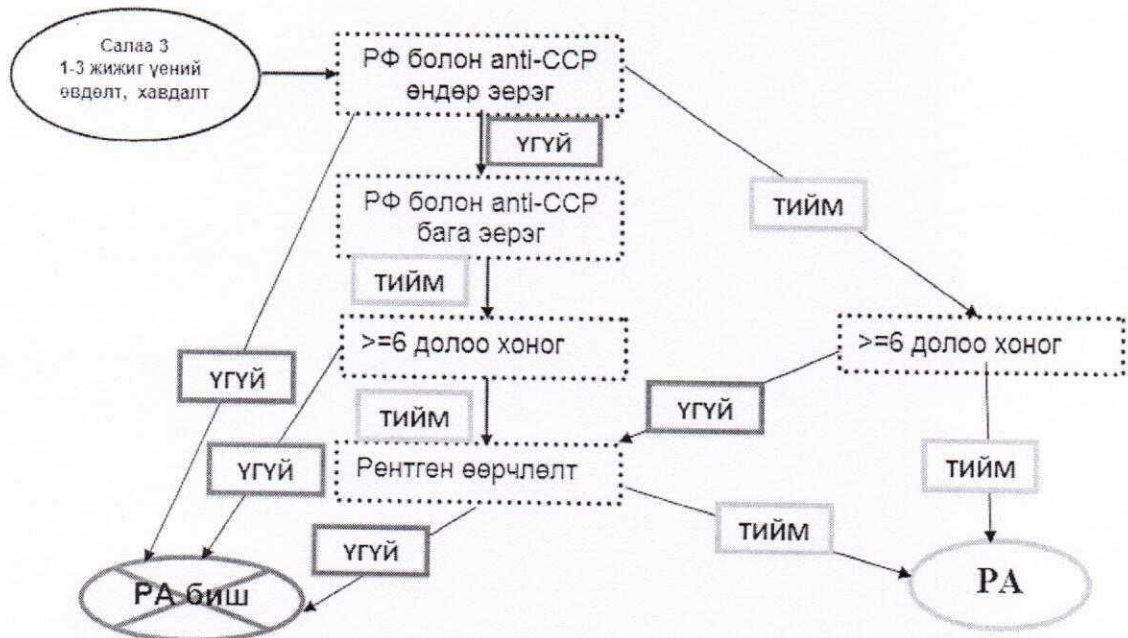 Салаа 3
1-3 жижиг үений
өвдөлт, хавдалт
РФ болон anti-CCP
өндөр эерэг
ҮГҮЙ
ТИЙМ
РФ болон anti-CCP
бага эерэг
ТИЙМ
>=6 долоо хоног
>=6 долоо хоног
ҮГҮЙ
ҮГҮЙ
ТИЙМ
ҮГҮЙ
Рентген өөрчлөлт
ТИЙМ
ТИЙМ
ҮГҮЙ
РА биш
РА